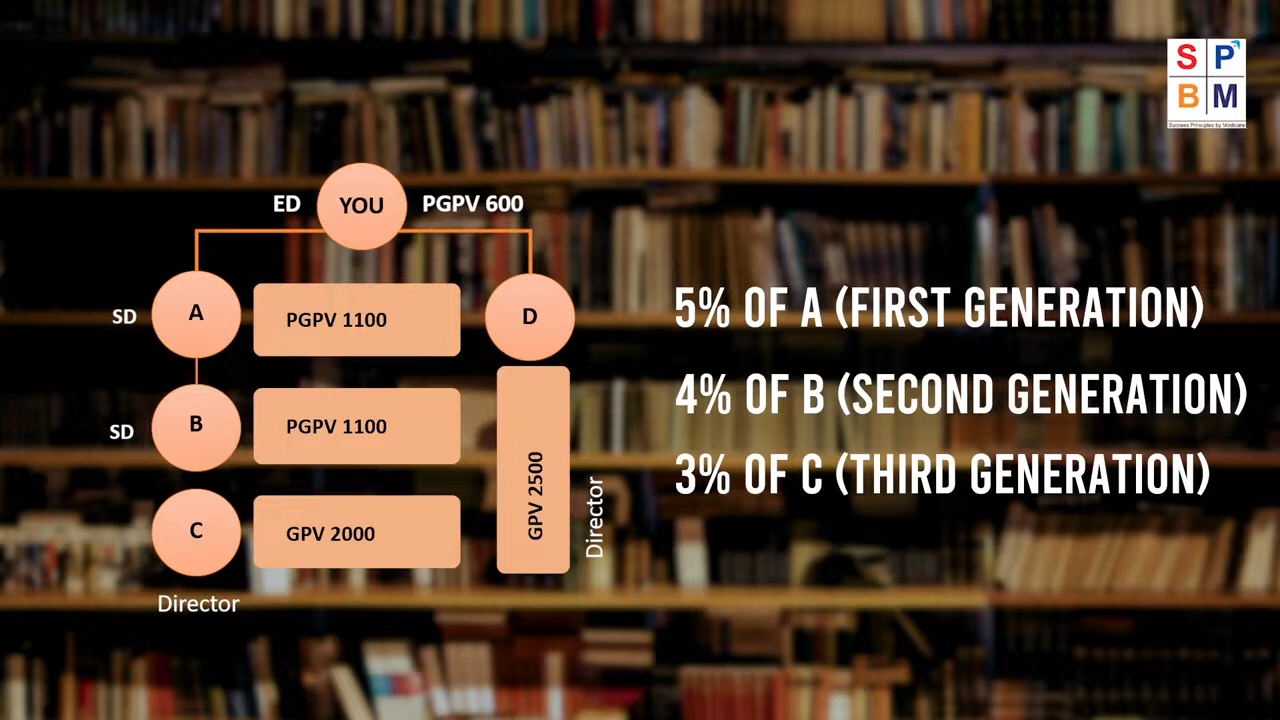 S P
B M
Success Principles by Modicare
ED YOU PGPV 600
SD A PGPV 1100 D
SD B PGPV 1100
C GPV 2000
Director
GPV 2500
Director
5% OF A (FIRST GENERATION)
4% OF B (SECOND GENERATION)
3% OF C (THIRD GENERATION)